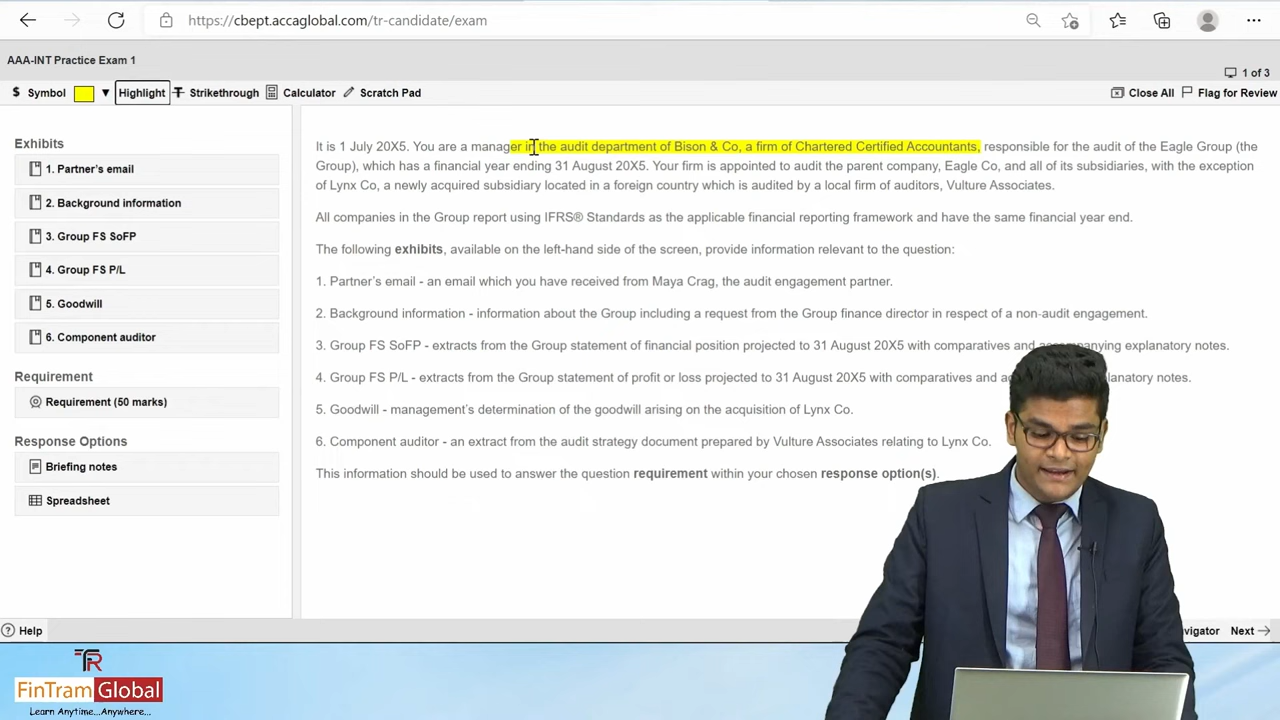 https://cbept.accaglobal.com/tr-candidate/exam
AAA-INT Practice Exam 1
1 of 3
$ Symbol Highlight Strikethrough Calculator Scratch Pad Close All Flag for Review
Exhibits
1. Partner's email
2. Background information
3. Group FS SoFP
4. Group FS P/L
5. Goodwill
6. Component auditor
Requirement
Requirement (50 marks)
Response Options
Briefing notes
Spreadsheet
It is 1 July 20X5. You are a manager in the audit department of Bison & Co, a firm of Chartered Certified Accountants, responsible for the audit of the Eagle Group (the
Group), which has a financial year ending 31 August 20X5. Your firm is appointed to audit the parent company, Eagle Co, and all of its subsidiaries, with the exception
of Lynx Co, a newly acquired subsidiary located in a foreign country which is audited by a local firm of auditors, Vulture Associates.
All companies in the Group report using IFRS® Standards as the applicable financial reporting framework and have the same financial year end.
The following exhibits, available on the left-hand side of the screen, provide information relevant to the question:
1. Partner's email - an email which you have received from Maya Crag, the audit engagement partner.
2. Background information - information about the Group including a request from the Group finance director in respect of a non-audit engagement.
3. Group FS SoFP - extracts from the Group statement of financial position projected to 31 August 20X5 with comparatives and accompanying explanatory notes.
4. Group FS P/L - extracts from the Group statement of profit or loss projected to 31 August 20X5 with comparatives and notes.
5. Goodwill - management's determination of the goodwill arising on the acquisition of Lynx Co.
6. Component auditor - an extract from the audit strategy document prepared by Vulture Associates relating to Lynx Co.
This information should be used to answer the question requirement within your chosen response option(s).
Help
Next
TR
FinTram Global
Learn Anytime...Anywhere...